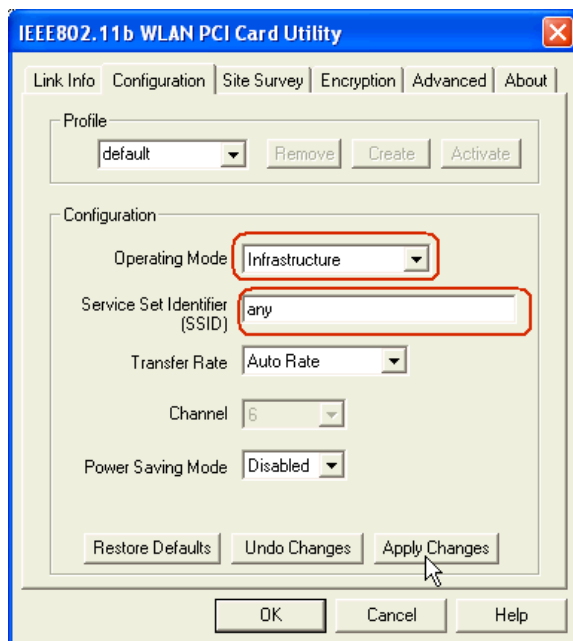 IEEE802.11b WLAN PCI Card Utility
Link Info Configuration Site Survey Encryption Advanced About
Profile
default Remove Create Activate
Configuration
Operating Mode Infrastructure
Service Set Identifier
(SSID) any
Transfer Rate Auto Rate
Channel 6
Power Saving Mode Disabled
Restore Defaults Undo Changes Apply Changes
OK Cancel Help